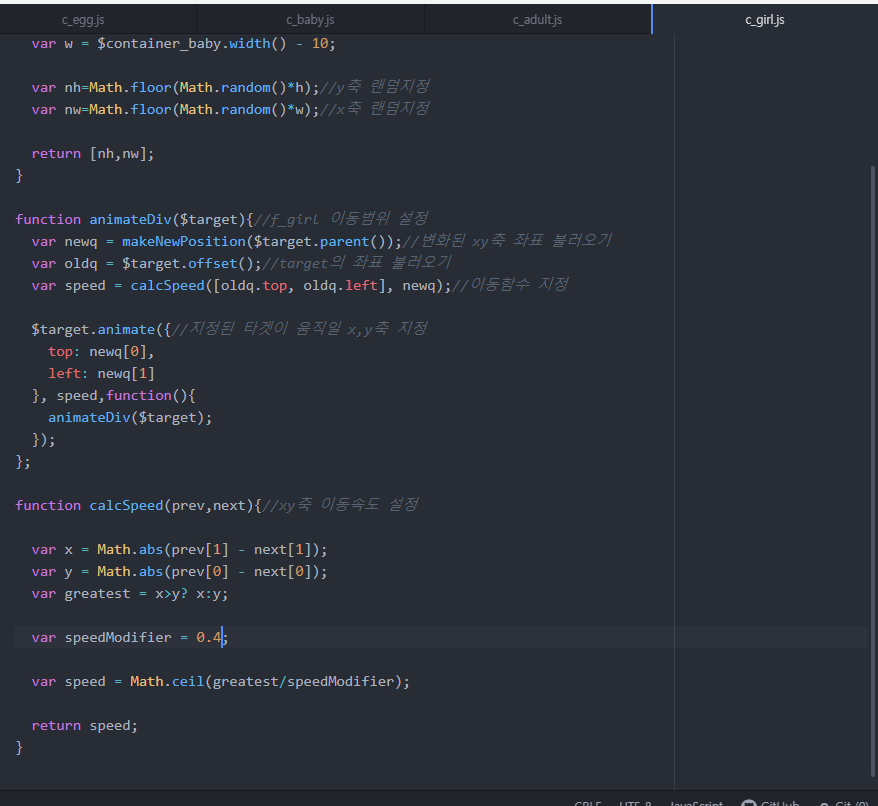 c_egg.js c_baby.js c_adult.js c_girl.js
var w = $container_baby.width() - 10;
var nh=Math.floor(Math.random()*h);//y축 랜덤지정
var nw=Math.floor(Math.random()*w);//x축 랜덤지정
return [nh,nw];
}
function animateDiv($target){//f_girl 이동범위 설정
var newq = makeNewPosition($target.parent());//변화된 xy축 좌표 불러오기
var oldq = $target.offset();//target의 좌표 불러오기
var speed = calcSpeed([oldq.top, oldq.left], newq);//이동함수 지정
$target.animate({//지정된 타겟이 움직일 x,y축 지정
top: newq[0],
left: newq[1]
}, speed,function(){
animateDiv($target);
});
};
function calcSpeed(prev,next){//xy축 이동속도 설정
var x = Math.abs(prev[1] - next[1]);
var y = Math.abs(prev[0] - next[0]);
var greatest = x>y? x:y;
var speedModifier = 0.4;
var speed = Math.ceil(greatest/speedModifier);
return speed;
}
CRLF UTF-8 JavaScript GitHub Git (0)